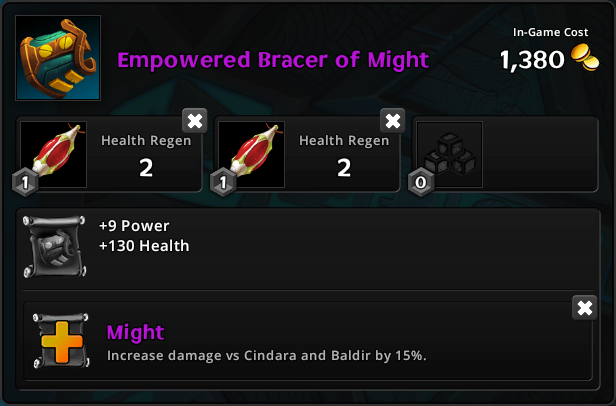 In-Game Cost
Empowered Bracer of Might
1,380
Health Regen
2
1
Health Regen
2
1
0
+9 Power
+130 Health
Might
Increase damage vs Cindara and Baldir by 15%.